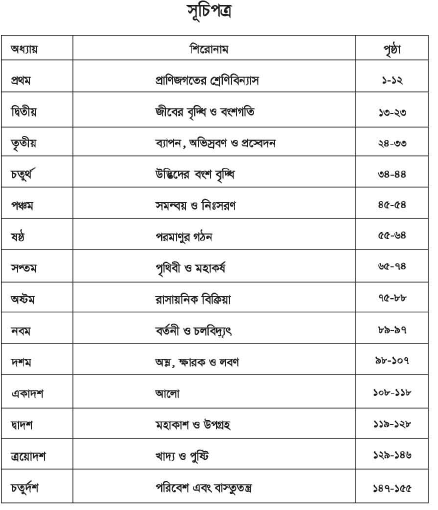 সূচিপত্র
অধ্যায় শিরোনাম পৃষ্ঠা
প্রথম প্রাণিজগতের শ্রেণিবিন্যাস ১-১২
দ্বিতীয় জীবের বৃদ্ধি ও বংশগতি ১৩-২৩
তৃতীয় ব্যাপন, অভিস্রবণ ও প্রস্বেদন ২৪-৩৩
চতুর্থ উদ্ভিদের বংশ বৃদ্ধি ৩৪-৪৪
পঞ্চম সমন্বয় ও নিঃসরণ ৪৫-৫৪
ষষ্ঠ পরমাণুর গঠন ৫৫-৬৪
সপ্তম পৃথিবী ও মহাকর্ষ ৬৫-৭৪
অষ্টম রাসায়নিক বিক্রিয়া ৭৫-৮৮
নবম বর্তনী ও চলবিদ্যুৎ ৮৯-৯৭
দশম অম্ল, ক্ষারক ও লবণ ৯৮-১০৭
একাদশ আলো ১০৮-১১৮
দ্বাদশ মহাকাশ ও উপগ্রহ ১১৯-১২৮
ত্রয়োদশ খাদ্য ও পুষ্টি ১২৯-১৪৬
চতুর্দশ পরিবেশ এবং বাস্তুতন্ত্র ১৪৭-১৫৫